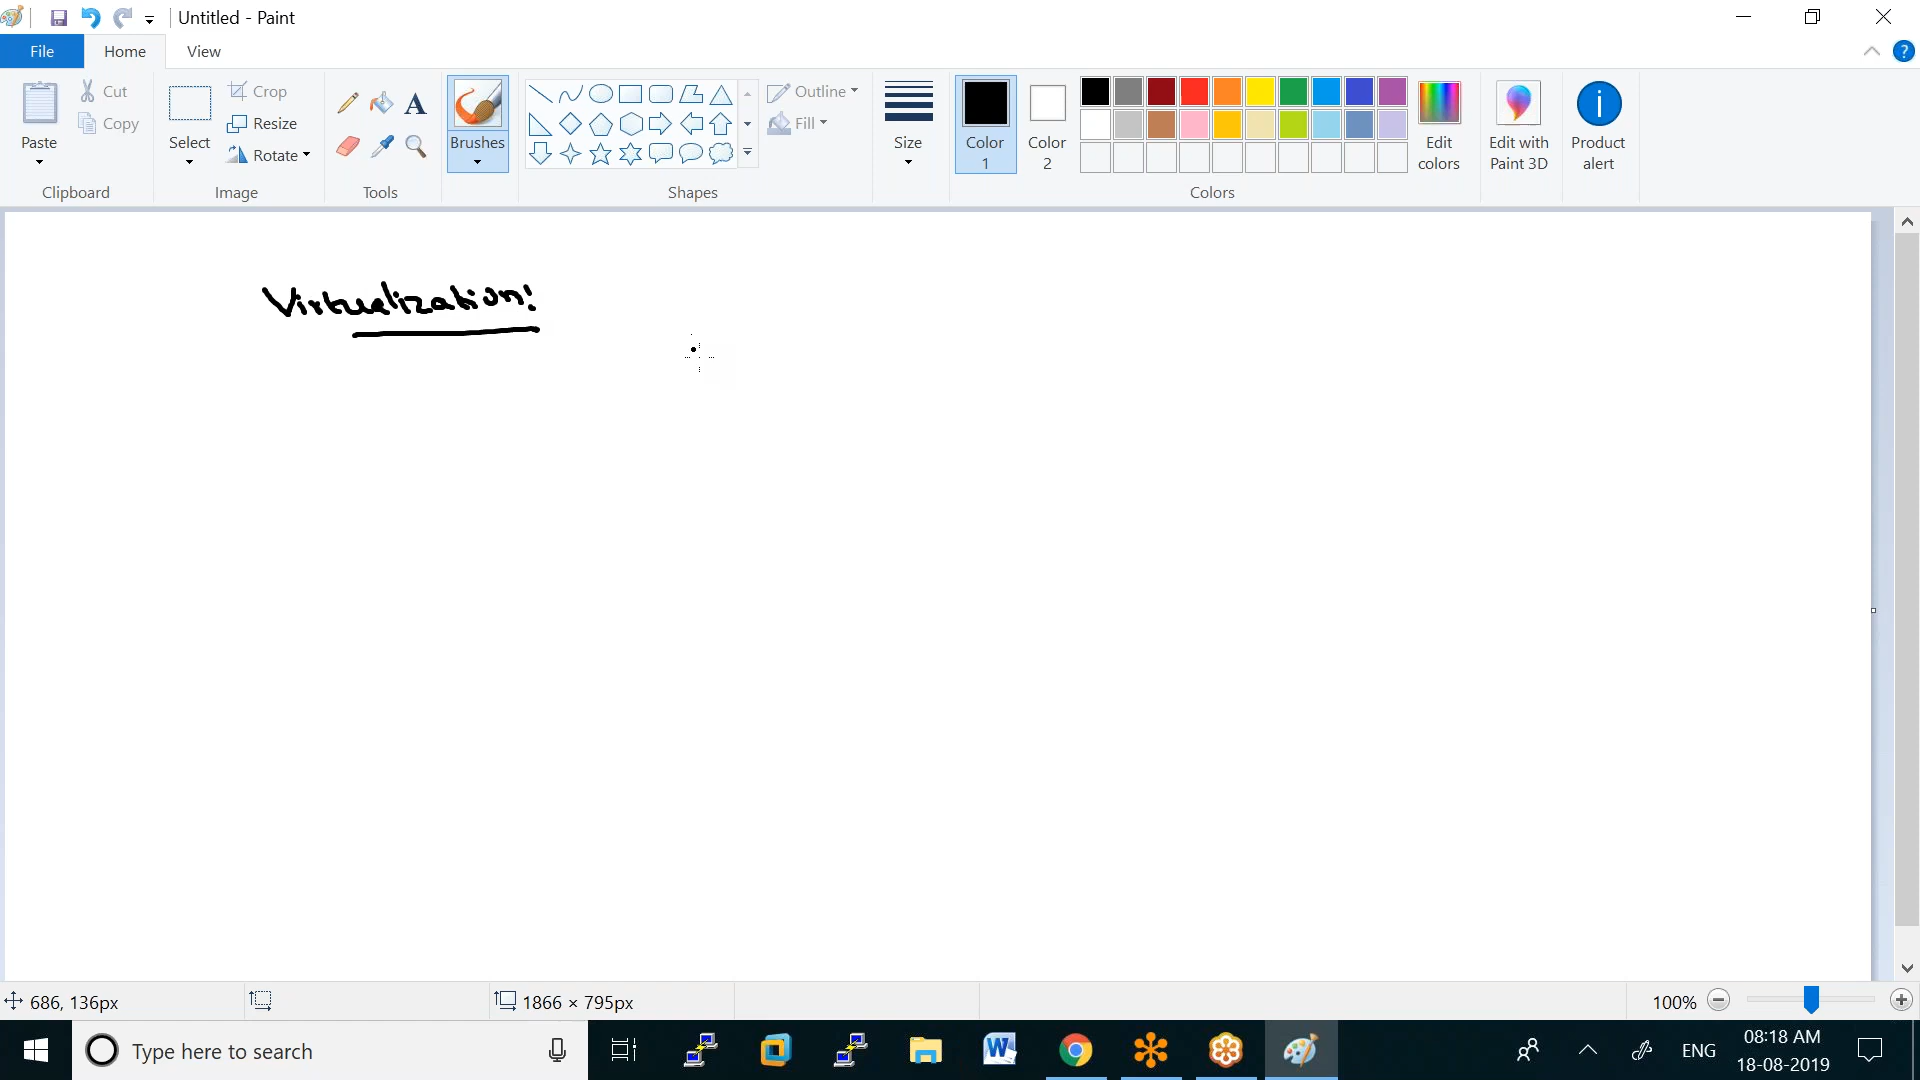 Untitled - Paint
File Home View
Paste Cut Copy Clipboard
Select Crop Resize Rotate Image
Tools
Brushes
Shapes
Outline Fill
Size
Color 1
Color 2
Edit colors
Colors
Edit with Paint 3D
Product alert
Virtualization:
686, 136px
1866 × 795px
100%
Type here to search
ENG
08:18 AM
18-08-2019